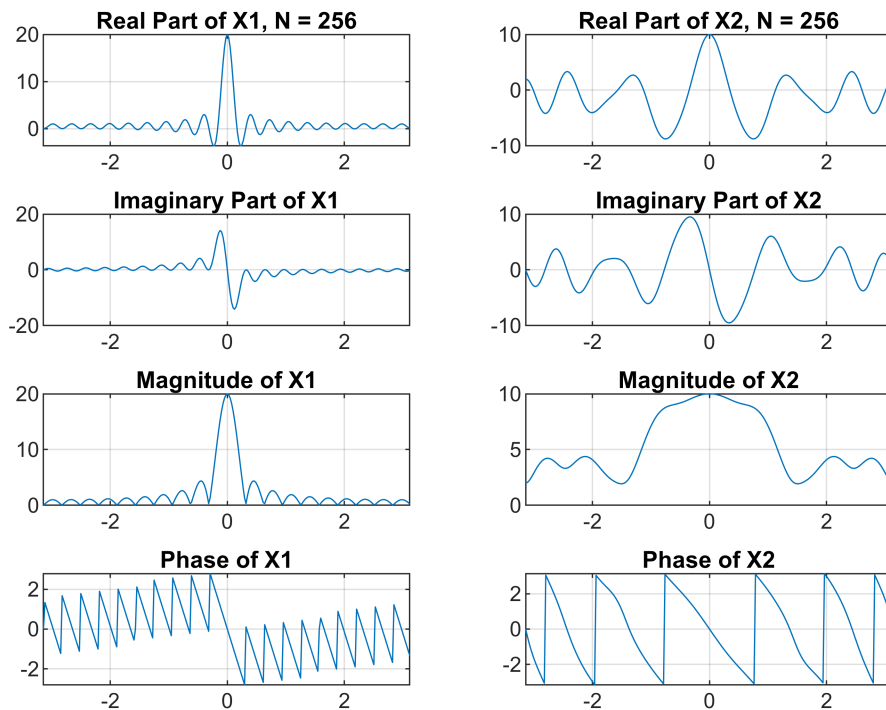 Real Part of X1, N = 256
20
10
0
-2 0 2
Real Part of X2, N = 256
10
0
-10
-2 0 2
Imaginary Part of X1
20
0
-20
-2 0 2
Imaginary Part of X2
10
0
-10
-2 0 2
Magnitude of X1
20
10
0
-2 0 2
Magnitude of X2
10
5
0
-2 0 2
Phase of X1
2
0
-2
-2 0 2
Phase of X2
2
0
-2
-2 0 2